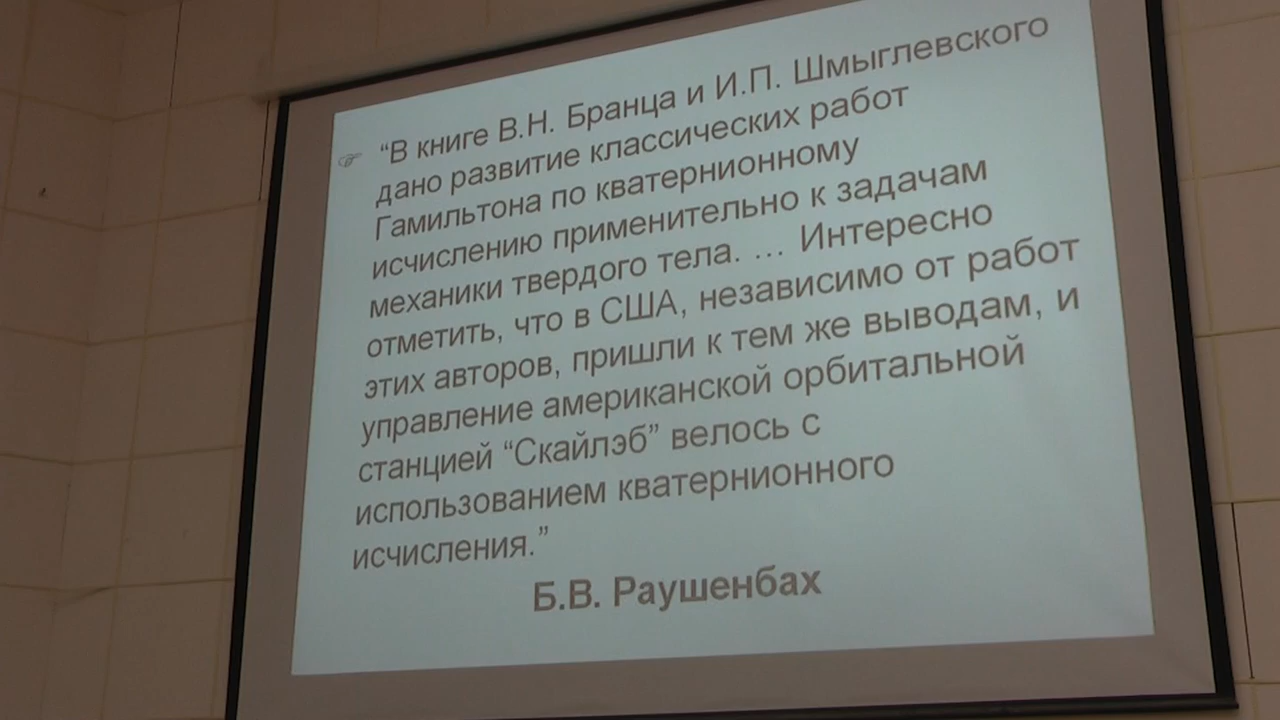 “В книге В.Н. Бранца и И.П. Шмыглевского
дано развитие классических работ
Гамильтона по кватернионному
исчислению применительно к задачам
механики твердого тела. … Интересно
отметить, что в США, независимо от работ
этих авторов, пришли к тем же выводам, и
управление американской орбитальной
станцией “Скайлэб” велось с
использованием кватернионного
исчисления.”
Б.В. Раушенбах